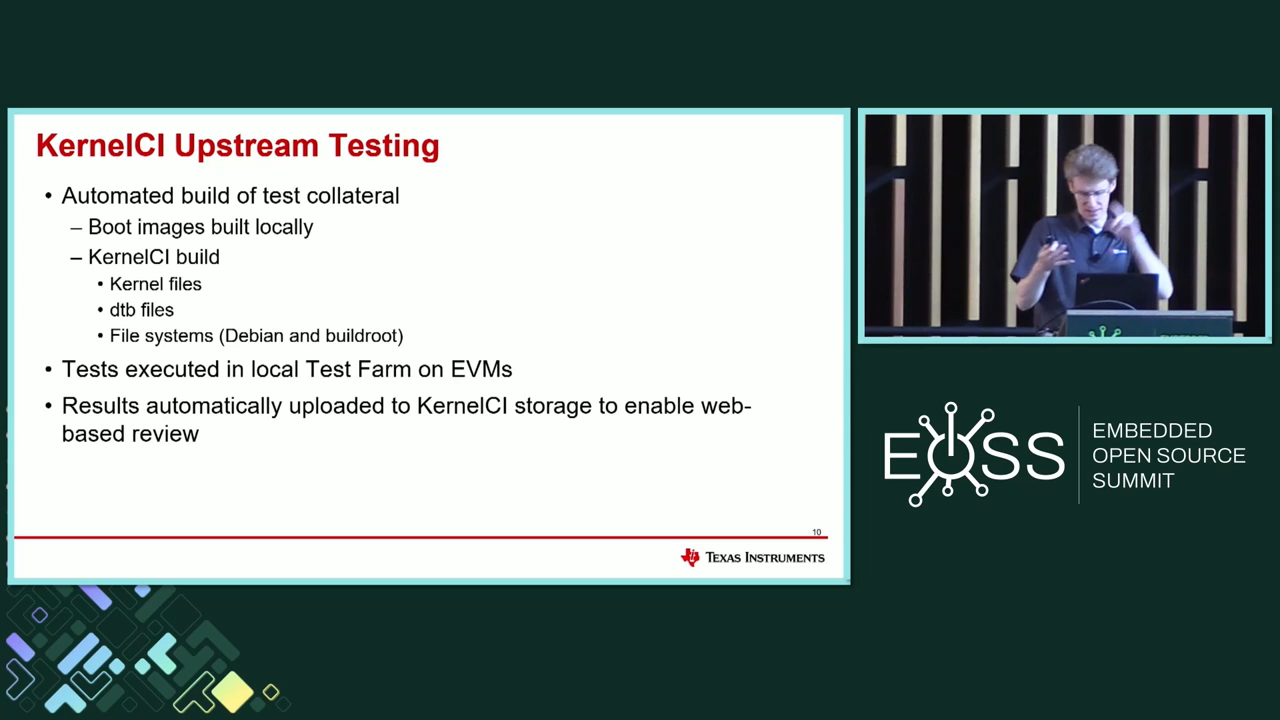 KernelCI Upstream Testing
• Automated build of test collateral
– Boot images built locally
– KernelCI build
• Kernel files
• dtb files
• File systems (Debian and buildroot)
• Tests executed in local Test Farm on EVMs
• Results automatically uploaded to KernelCI storage to enable web-
based review
10
TEXAS INSTRUMENTS
EOSS
EMBEDDED
OPEN SOURCE
SUMMIT